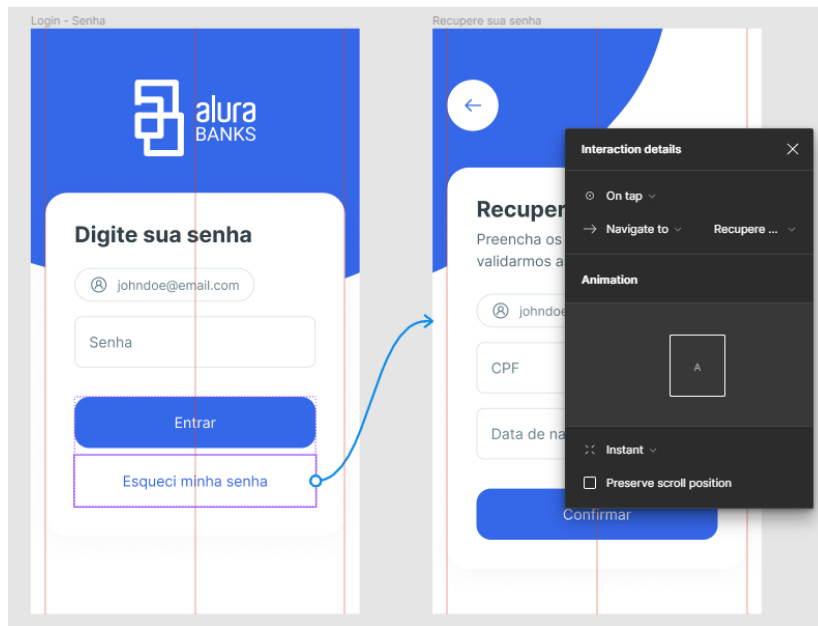 Login - Senha
alura
BANKS
Digite sua senha
johndoe@email.com
Senha
Entrar
Esqueci minha senha
Recupere sua senha
Recuper
Preencha os
validarmos a
johndoe
CPF
Data de na
Confirmar
Interaction details
On tap
Navigate to
Recupere ...
Animation
A
Instant
Preserve scroll position